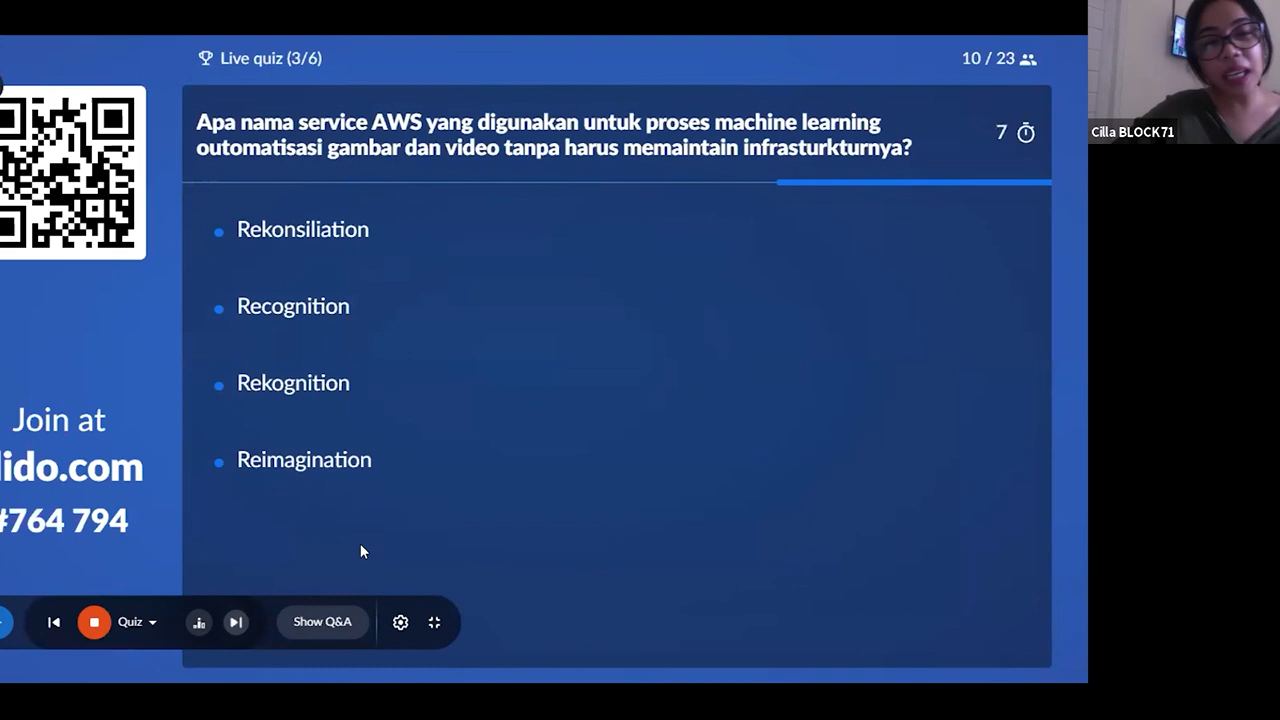 Live quiz (3/6)
10 / 23
Apa nama service AWS yang digunakan untuk proses machine learning
outomatisasi gambar dan video tanpa harus memaintain infrasturkturnya?
7
Rekonsiliation
Recognition
Rekognition
Reimagination
Join at
lido.com
#764 794
Quiz
Show Q&A
Cilla BLOCK71